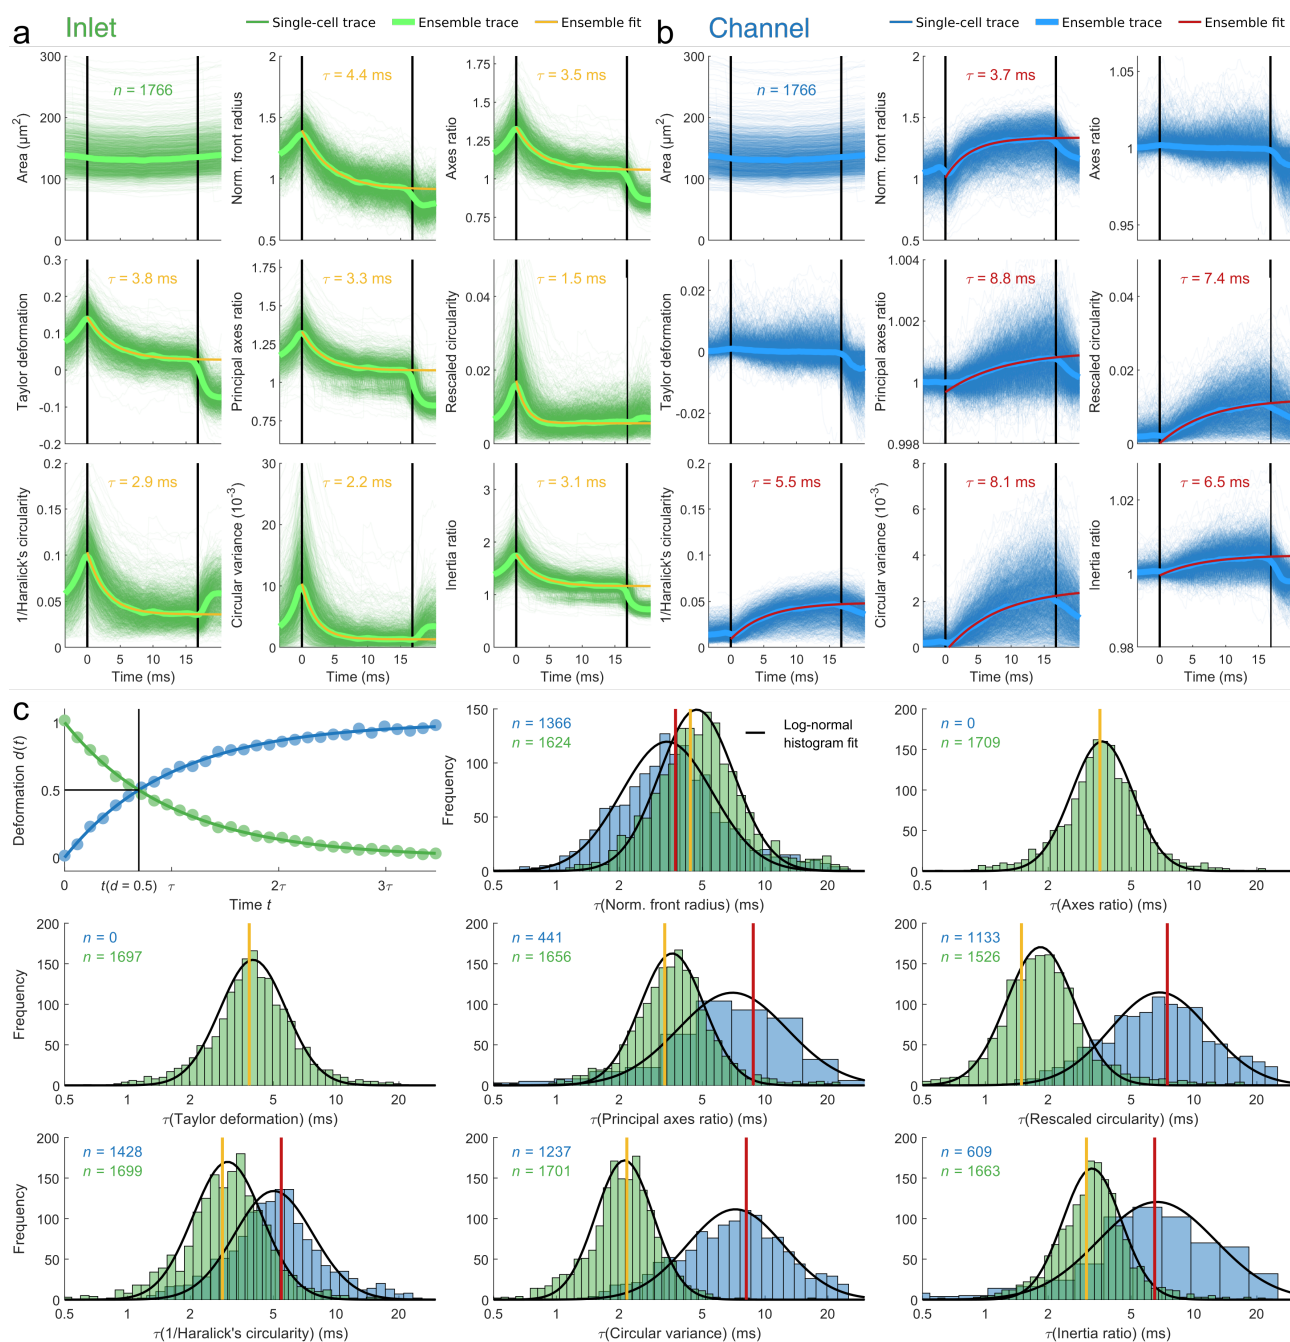 a Inlet
Single-cell trace Ensemble trace Ensemble fit
b Channel
Single-cell trace Ensemble trace Ensemble fit
Area (μm²)
300
200
100
0
n = 1766
Norm. front radius
2
1.5
1
0.5
τ = 4.4 ms
Axes ratio
1.75
1.5
1.25
1
0.75
τ = 3.5 ms
Area (μm²)
300
200
100
0
n = 1766
Norm. front radius
2
1.5
1
0.5
τ = 3.7 ms
Axes ratio
1.05
1
0.95
Taylor deformation
0.3
0.2
0.1
0
-0.1
-0.2
τ = 3.8 ms
Principal axes ratio
1.75
1.5
1.25
1
0.75
τ = 3.3 ms
Rescaled circularity
0.04
0.02
0
τ = 1.5 ms
Taylor deformation
0.02
0
-0.02
Principal axes ratio
1.004
1.002
1
0.998
τ = 8.8 ms
Rescaled circularity
0.04
0.02
0
τ = 7.4 ms
1/Haralick's circularity
0.2
0.15
0.1
0.05
0
τ = 2.9 ms
0 5 10 15
Time (ms)
Circular variance (10⁻³)
30
20
10
0
τ = 2.2 ms
0 5 10 15
Time (ms)
Inertia ratio
3
2
1
0
τ = 3.1 ms
0 5 10 15
Time (ms)
1/Haralick's circularity
0.2
0.15
0.1
0.05
0
τ = 5.5 ms
0 5 10 15
Time (ms)
Circular variance (10⁻³)
8
6
4
2
0
τ = 8.1 ms
0 5 10 15
Time (ms)
Inertia ratio
1.02
1
0.98
τ = 6.5 ms
0 5 10 15
Time (ms)
c
Deformation d(t)
1
0.5
0
0 t(d = 0.5) τ 2τ 3τ
Time t
Frequency
150
100
50
0
n = 1366
n = 1624
Log-normal
histogram fit
0.5 1 2 5 10 20
τ(Norm. front radius) (ms)
200
150
100
50
0
n = 0
n = 1709
0.5 1 2 5 10 20
τ(Axes ratio) (ms)
Frequency
200
150
100
50
0
n = 0
n = 1697
0.5 1 2 5 10 20
τ(Taylor deformation) (ms)
200
150
100
50
0
n = 441
n = 1656
0.5 1 2 5 10 20
τ(Principal axes ratio) (ms)
200
150
100
50
0
n = 1133
n = 1526
0.5 1 2 5 10 20
τ(Rescaled circularity) (ms)
Frequency
200
150
100
50
0
n = 1428
n = 1699
0.5 1 2 5 10 20
τ(1/Haralick's circularity) (ms)
200
150
100
50
0
n = 1237
n = 1701
0.5 1 2 5 10 20
τ(Circular variance) (ms)
200
150
100
50
0
n = 609
n = 1663
0.5 1 2 5 10 20
τ(Inertia ratio) (ms)